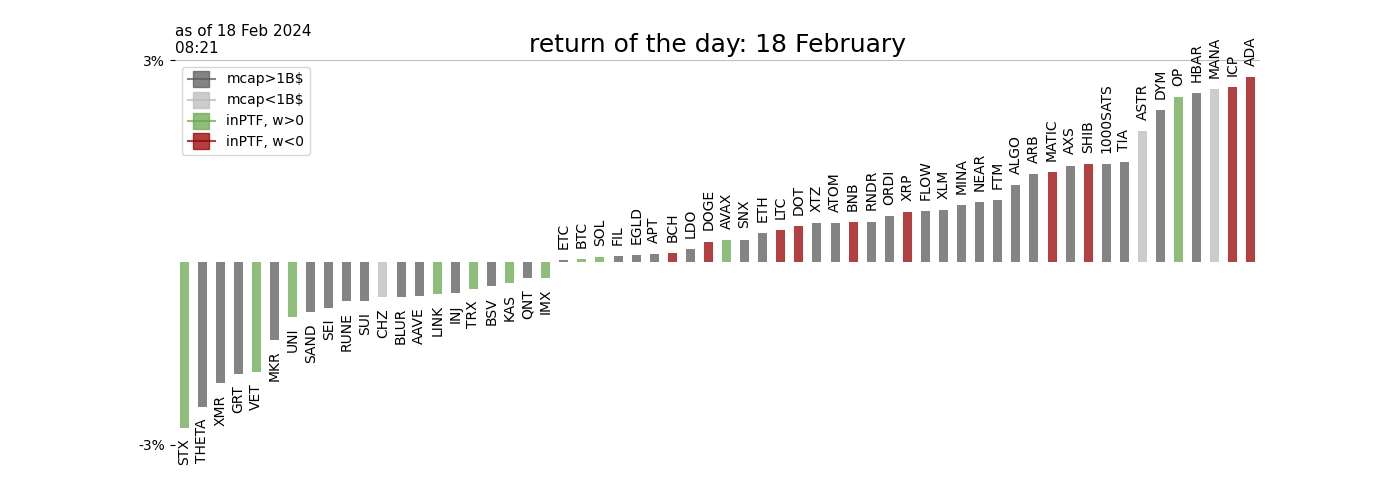 as of 18 Feb 2024
08:21
return of the day: 18 February
3%
-3%
mcap>1B$
mcap<1B$
inPTF, w>0
inPTF, w<0
STX
THETA
XMR
GRT
VET
MKR
UNI
SAND
SEI
RUNE
SUI
CHZ
BLUR
AAVE
LINK
INJ
TRX
BSV
KAS
QNT
IMX
ETC
BTC
SOL
FIL
EGLD
APT
BCH
LDO
DOGE
AVAX
SNX
ETH
LTC
DOT
XTZ
ATOM
BNB
RNDR
ORDI
XRP
FLOW
XLM
MINA
NEAR
FTM
ALGO
ARB
MATIC
AXS
SHIB
1000SATS
TIA
ASTR
DYM
OP
HBAR
MANA
ICP
ADA